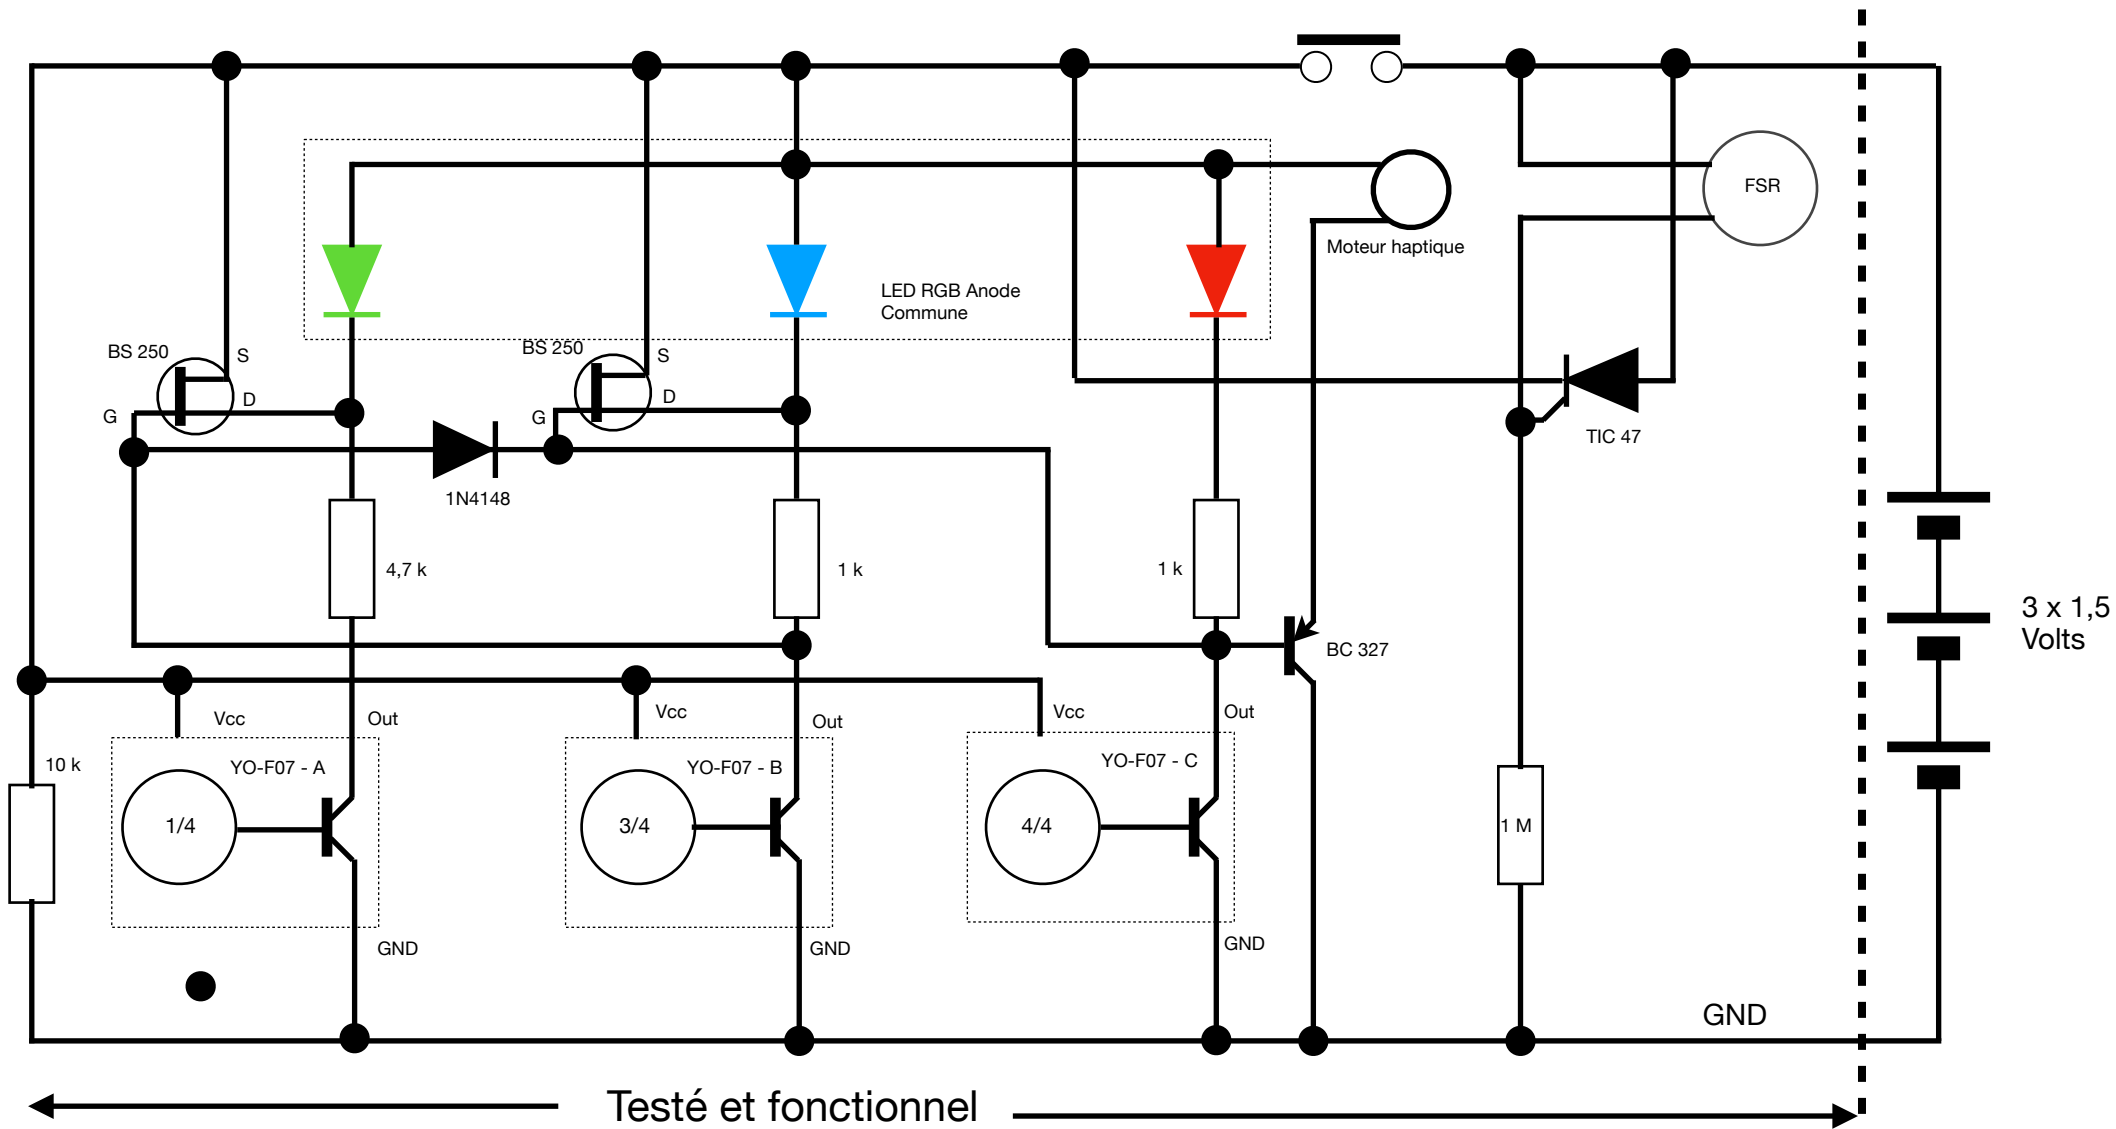 FSR
Moteur haptique
LED RGB Anode
Commune
BS 250
S
D
G
BS 250
S
D
G
TIC 47
1N4148
4,7 k
1 k
1 k
3 x 1,5
Volts
BC 327
Vcc
Out
Vcc
Out
Vcc
Out
10 k
YO-F07 - A
YO-F07 - B
YO-F07 - C
1/4
3/4
4/4
1 M
GND
GND
GND
GND
Testé et fonctionnel